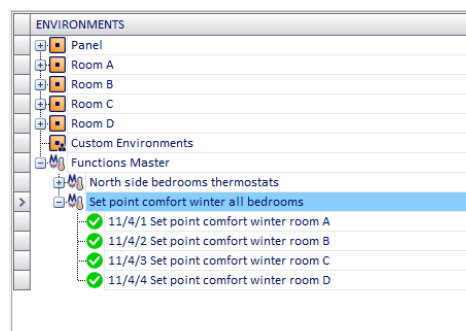 ENVIRONMENTS
Panel
Room A
Room B
Room C
Room D
Custom Environments
Functions Master
North side bedrooms thermostats
Set point comfort winter all bedrooms
11/4/1 Set point comfort winter room A
11/4/2 Set point comfort winter room B
11/4/3 Set point comfort winter room C
11/4/4 Set point comfort winter room D